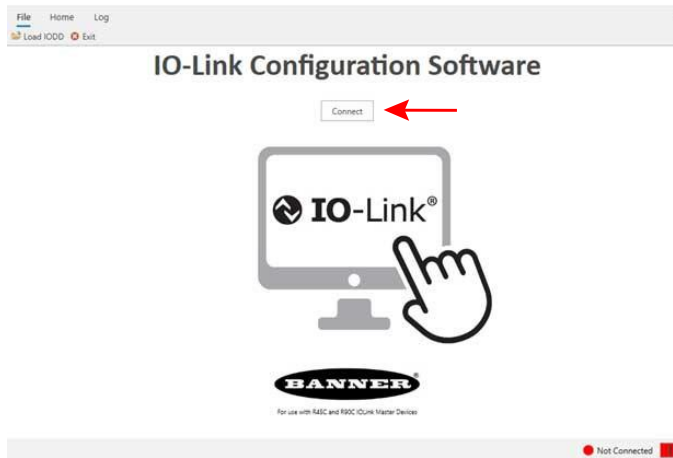 File Home Log
Load IODD Exit
IO-Link Configuration Software
Connect
IO-Link®
BANNER®
For use with R45C and R90C IOLink Master Devices
Not Connected